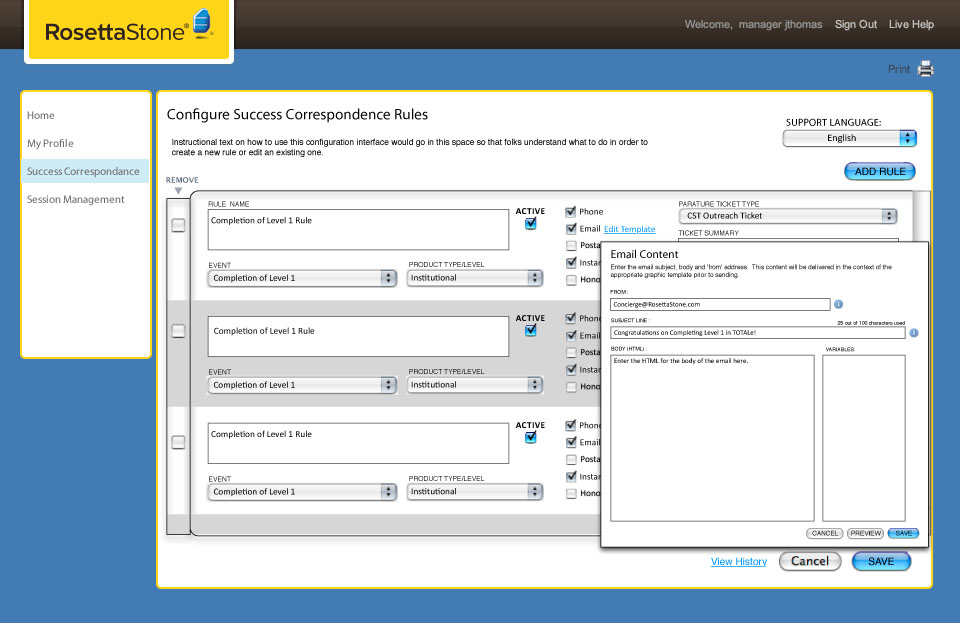 RosettaStone®
Welcome, manager jthomas Sign Out Live Help
Print
Home
My Profile
Success Correspondance
Session Management
Configure Success Correspondence Rules
Instructional text on how to use this configuration interface would go in this space so that folks understand what to do in order to
create a new rule or edit an existing one.
SUPPORT LANGUAGE:
English
ADD RULE
REMOVE
RULE NAME
Completion of Level 1 Rule
ACTIVE
EVENT
Completion of Level 1
PRODUCT TYPE/LEVEL
Institutional
Phone
Email Edit Template
Posta
Instar
Hono
PARATURE TICKET TYPE
CST Outreach Ticket
TICKET SUMMARY
Completion of Level 1 Rule
ACTIVE
EVENT
Completion of Level 1
PRODUCT TYPE/LEVEL
Institutional
Phone
Email
Posta
Instar
Hono
Completion of Level 1 Rule
ACTIVE
EVENT
Completion of Level 1
PRODUCT TYPE/LEVEL
Institutional
Phone
Email
Posta
Instar
Hono
Email Content
Enter the email subject, body and 'from' address. This content will be delivered in the context of the
appropriate graphic template prior to sending.
FROM:
Concierge@RosettaStone.com
SUBJECT LINE :
25 out of 100 characters used
Congratulations on Completing Level 1 in TOTALe!
BODY (HTML) :
Enter the HTML for the body of the email here.
VARIABLES:
CANCEL PREVIEW SAVE
View History Cancel SAVE